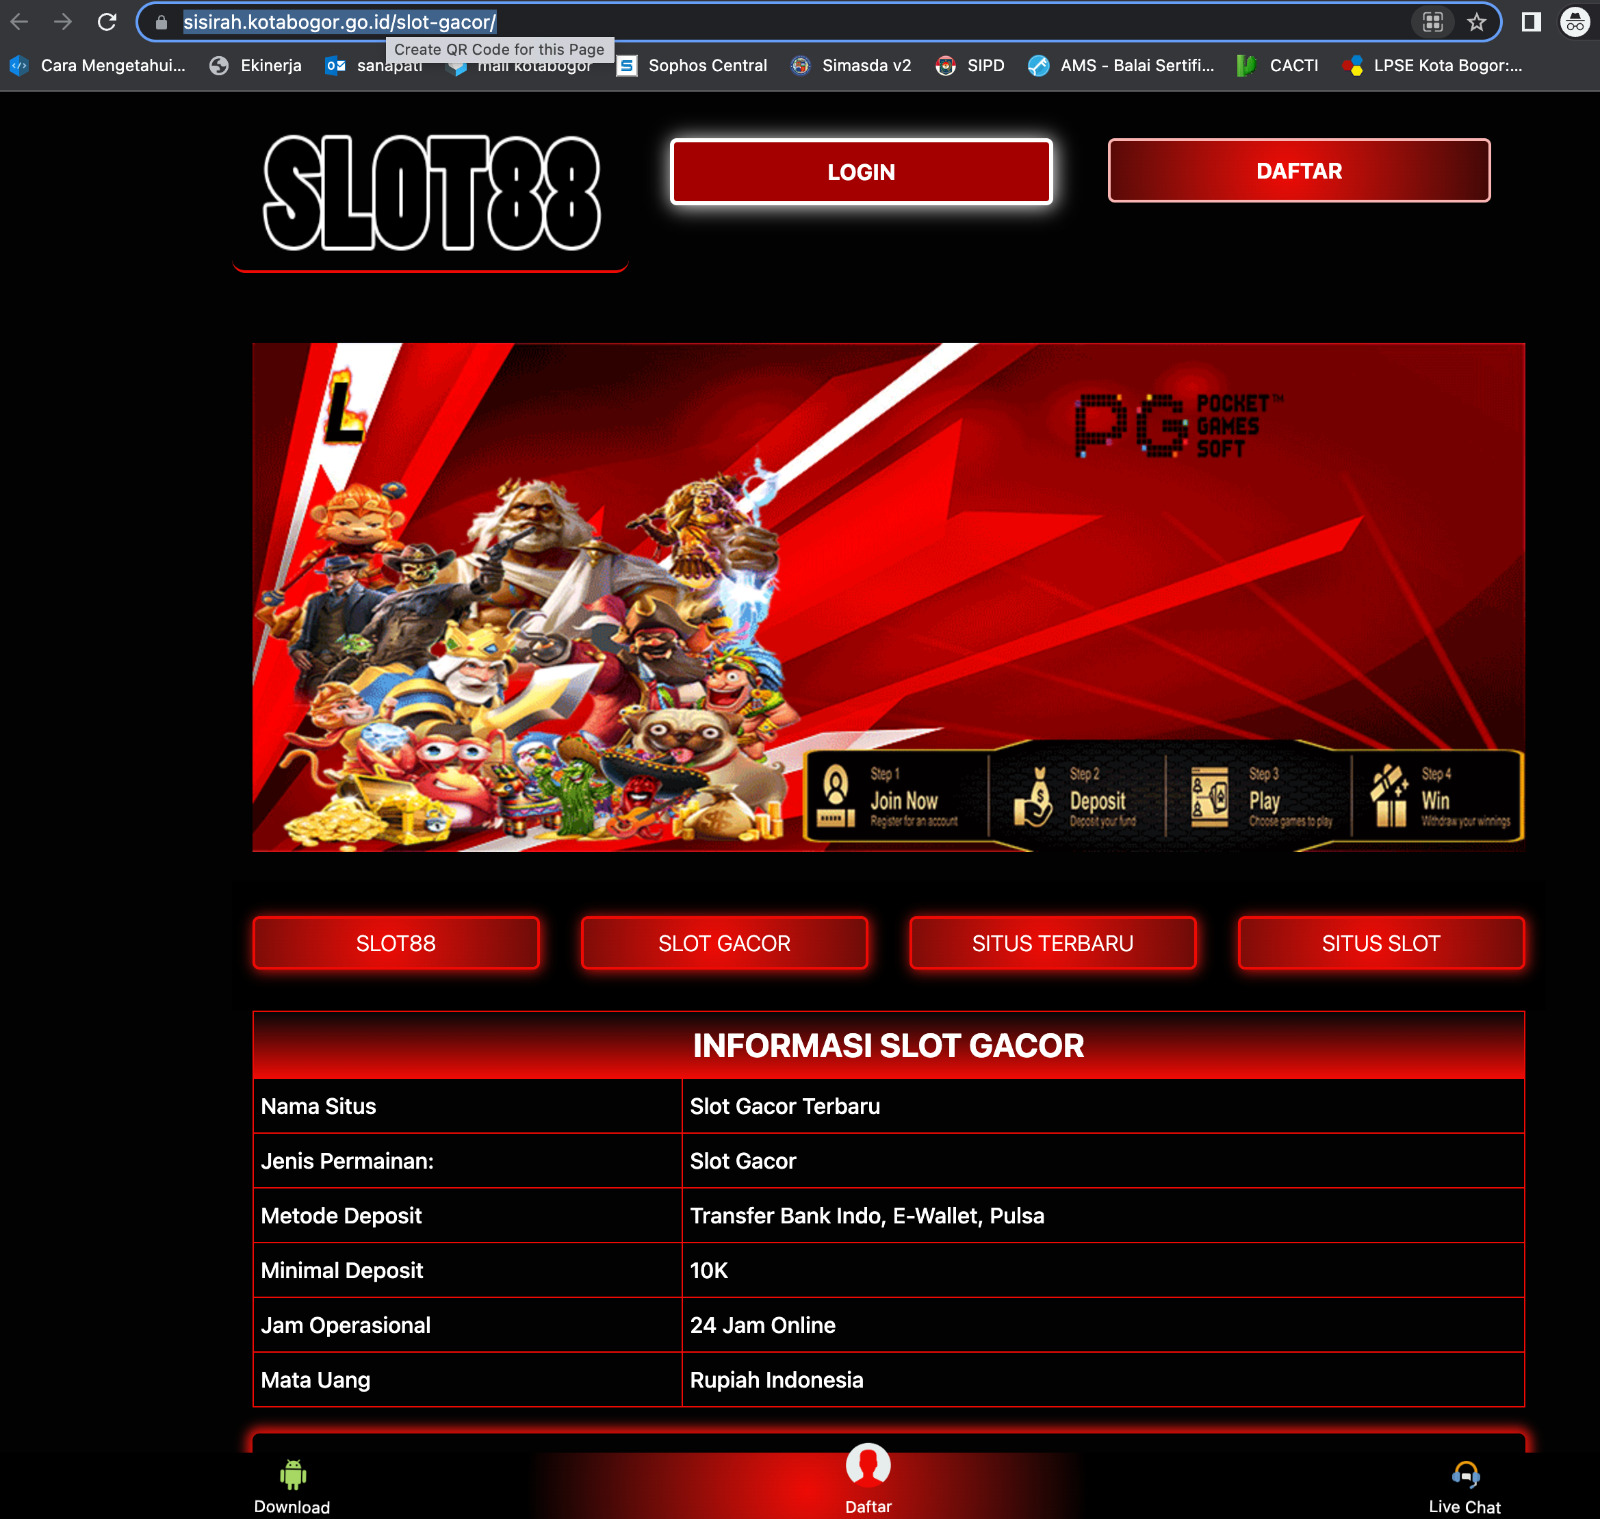 sisirah.kotabogor.go.id/slot-gacor/
Create QR Code for this Page
Cara Mengetahui... Ekinerja sanapati mail kotabogor Sophos Central Simasda v2 SIPD AMS - Balai Sertifi... CACTI LPSE Kota Bogor:...
SLOT88
LOGIN
DAFTAR
L
PG POCKET GAMES SOFT™
Step 1
Join Now
Register for an account
Step 2
Deposit
Deposit your fund
Step 3
Play
Choose games to play
Step 4
Win
Withdraw your winnings
SLOT88
SLOT GACOR
SITUS TERBARU
SITUS SLOT
INFORMASI SLOT GACOR
Nama Situs Slot Gacor Terbaru
Jenis Permainan: Slot Gacor
Metode Deposit Transfer Bank Indo, E-Wallet, Pulsa
Minimal Deposit 10K
Jam Operasional 24 Jam Online
Mata Uang Rupiah Indonesia
Download
Daftar
Live Chat